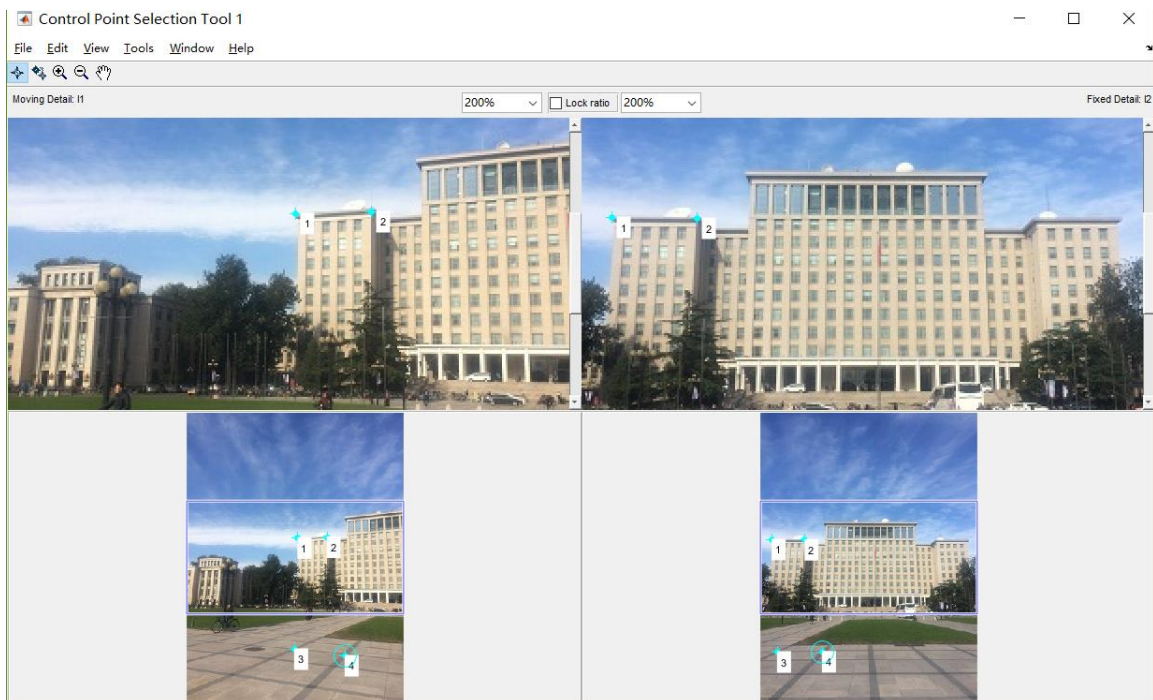 Control Point Selection Tool 1
File Edit View Tools Window Help
Moving Detail: I1 200% Lock ratio 200% Fixed Detail: I2
1 2 1 2
1 2 1 2
3 4 3 4